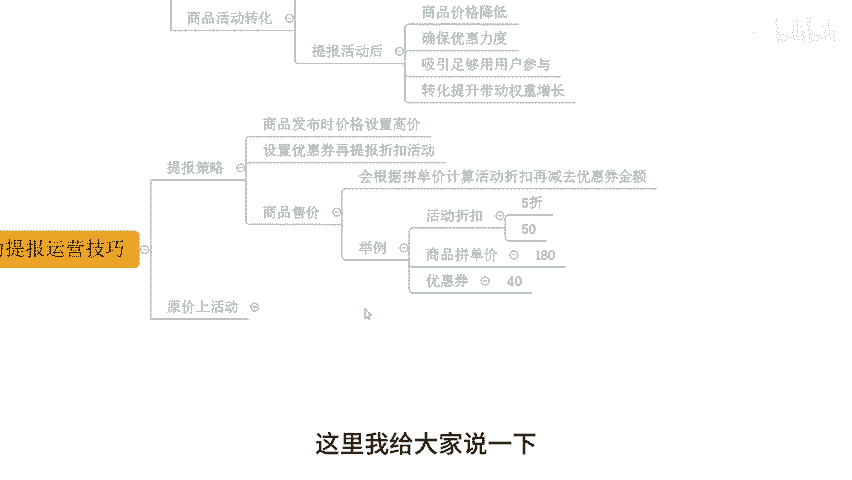 商品活动转化
提报活动后
商品价格降低
确保优惠力度
吸引足够用用户参与
转化提升带动权重增长
提报运营技巧
提报策略
商品发布时价格设置高价
设置优惠券再提报折扣活动
商品售价
会根据拼单价计算活动折扣再减去优惠券金额
举例
活动折扣
5折
50
商品拼单价
180
优惠券
40
原价上活动
这里我给大家说一下